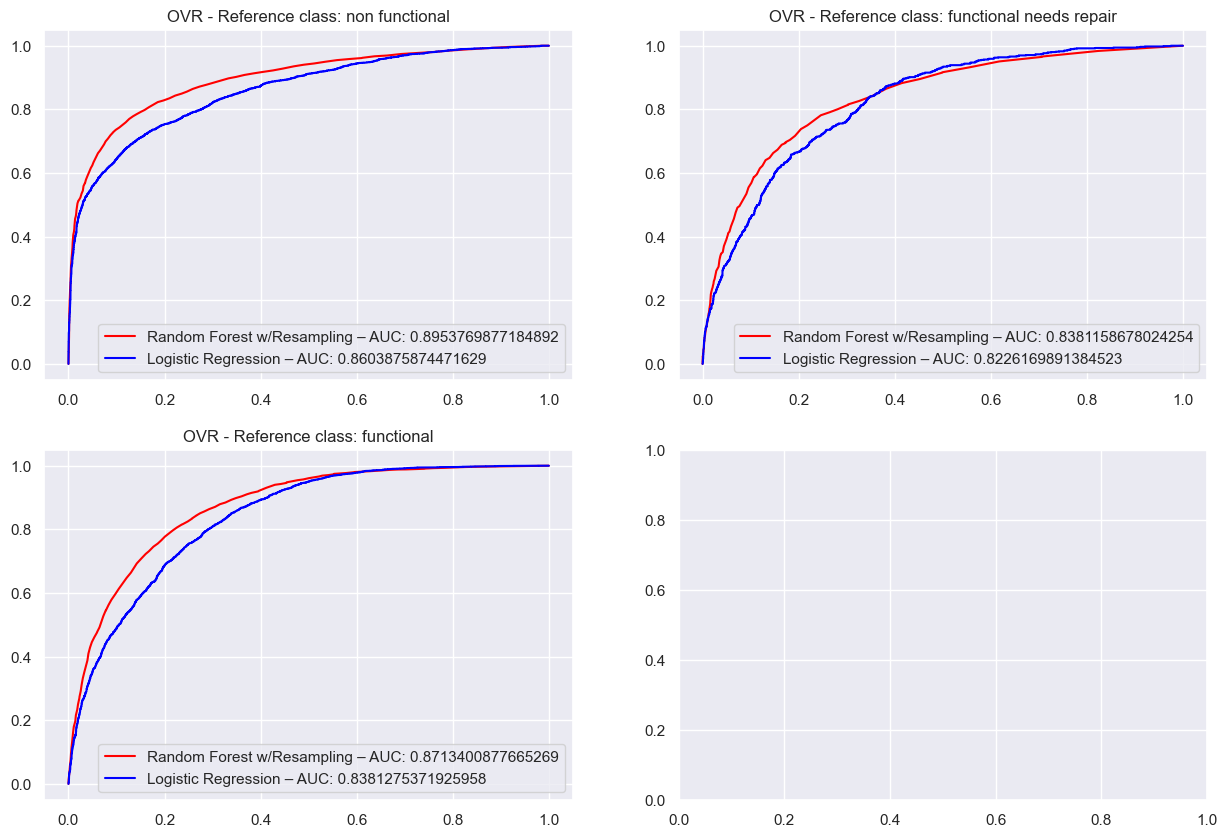 OVR - Reference class: non functional
1.0
0.8
0.6
0.4
0.2
0.0
Random Forest w/Resampling – AUC: 0.8953769877184892
Logistic Regression – AUC: 0.8603875874471629
0.0 0.2 0.4 0.6 0.8 1.0
OVR - Reference class: functional needs repair
1.0
0.8
0.6
0.4
0.2
0.0
Random Forest w/Resampling – AUC: 0.8381158678024254
Logistic Regression – AUC: 0.8226169891384523
0.0 0.2 0.4 0.6 0.8 1.0
OVR - Reference class: functional
1.0
0.8
0.6
0.4
0.2
0.0
Random Forest w/Resampling – AUC: 0.8713400877665269
Logistic Regression – AUC: 0.8381275371925958
0.0 0.2 0.4 0.6 0.8 1.0
1.0
0.8
0.6
0.4
0.2
0.0
0.0 0.2 0.4 0.6 0.8 1.0